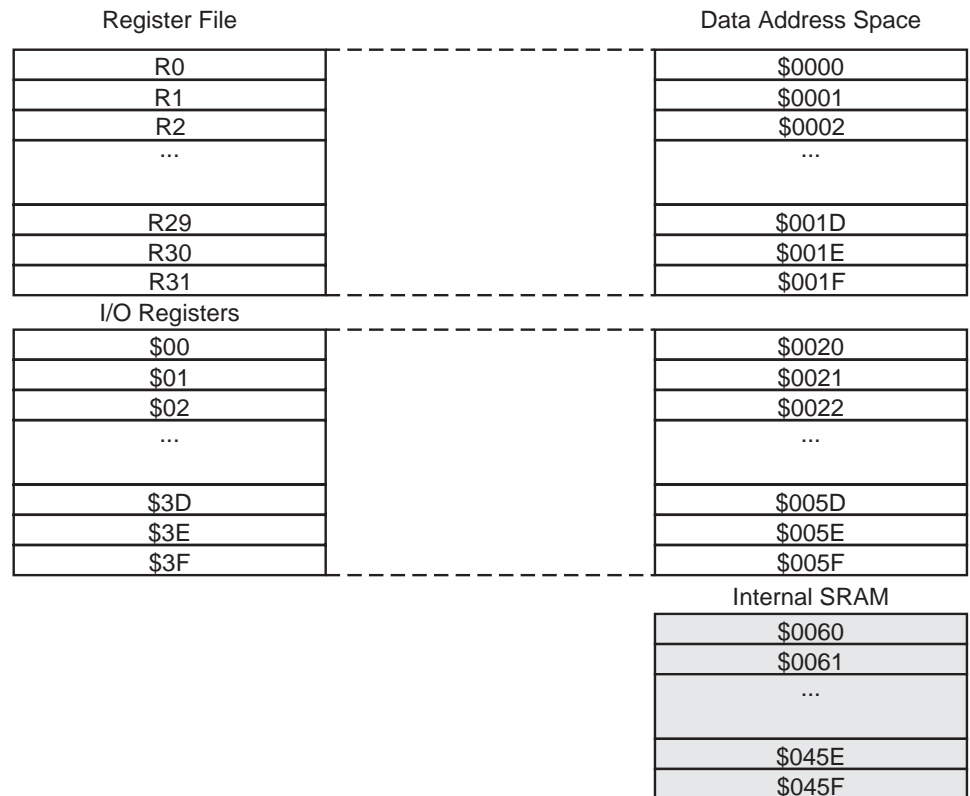 Register File Data Address Space
R0 $0000
R1 $0001
R2 $0002
... ...
R29 $001D
R30 $001E
R31 $001F
I/O Registers
$00 $0020
$01 $0021
$02 $0022
... ...
$3D $005D
$3E $005E
$3F $005F
Internal SRAM
$0060
$0061
...
$045E
$045F